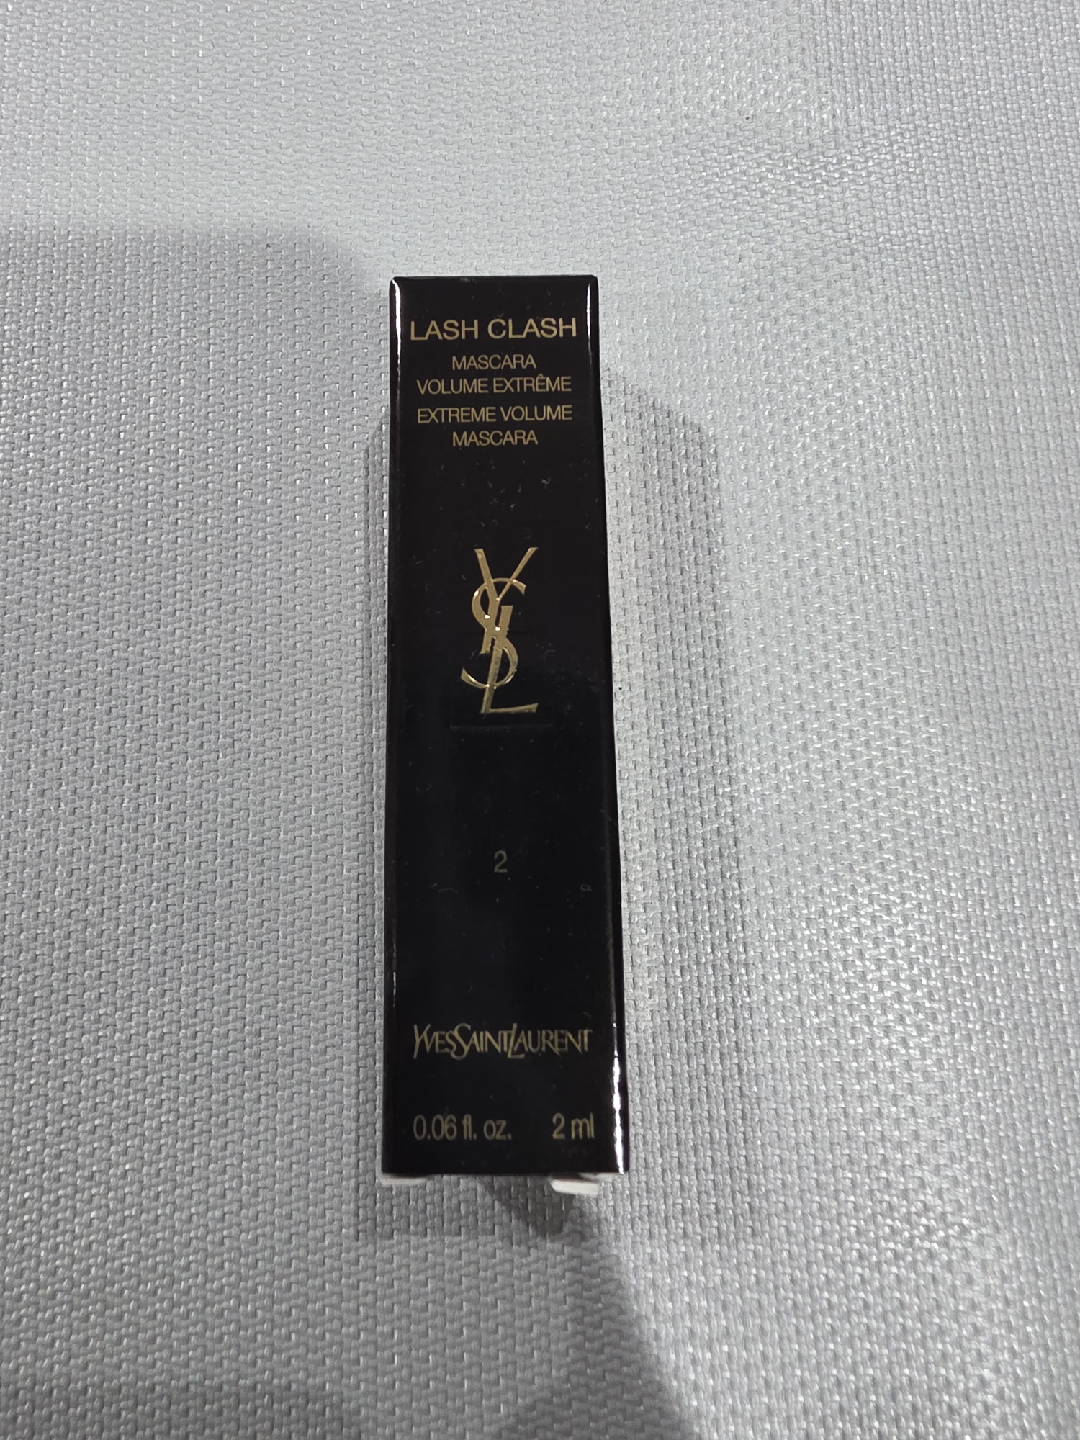 LASH CLASH
MASCARA
VOLUME EXTRÊME
EXTREME VOLUME
MASCARA
YSL
2
YVESSAINTLAURENT
0.06 fl. oz. 2 ml